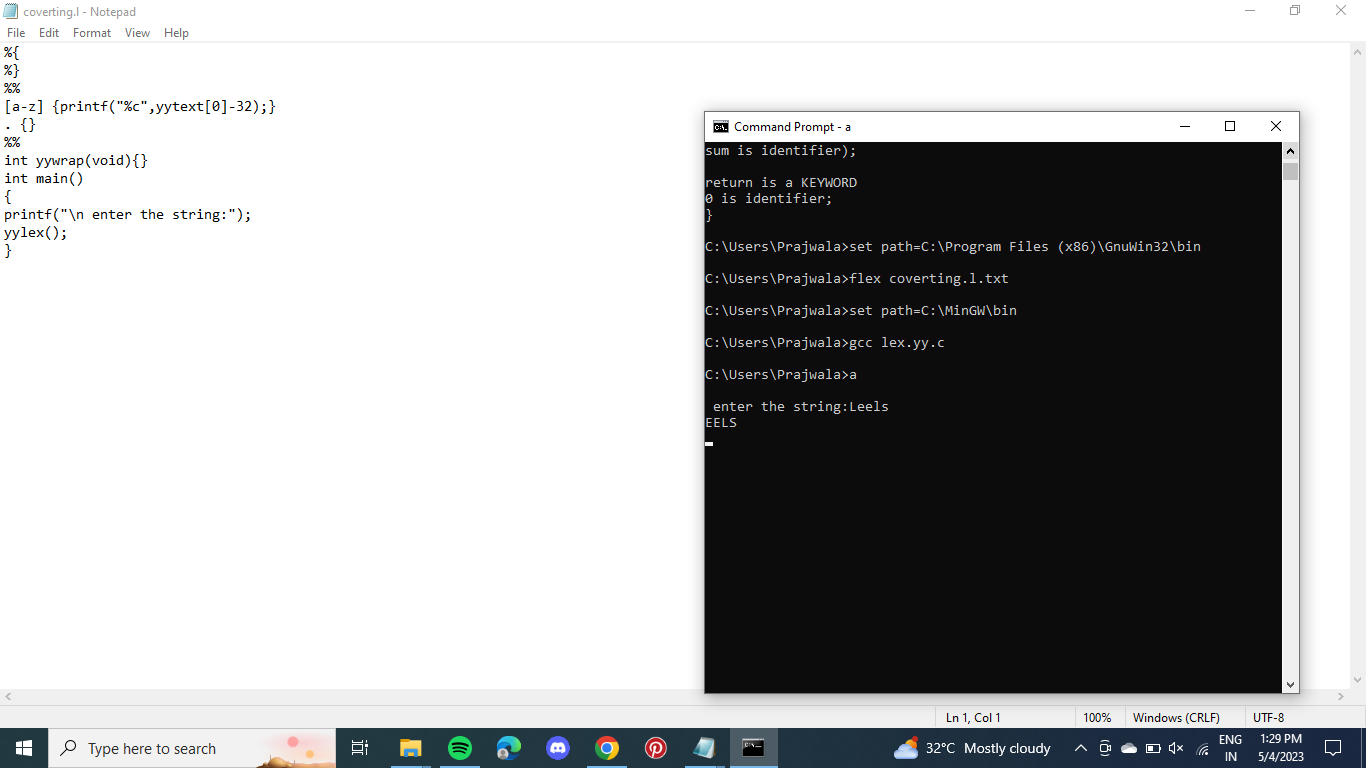 coverting.l - Notepad
File Edit Format View Help
%{
%}
%%
[a-z] {printf("%c",yytext[0]-32);}
. {}
%%
int yywrap(void){}
int main()
{
printf("\n enter the string:");
yylex();
}
Command Prompt - a
sum is identifier);
return is a KEYWORD
0 is identifier;
}
C:\Users\Prajwala>set path=C:\Program Files (x86)\GnuWin32\bin
C:\Users\Prajwala>flex coverting.l.txt
C:\Users\Prajwala>set path=C:\MinGW\bin
C:\Users\Prajwala>gcc lex.yy.c
C:\Users\Prajwala>a
enter the string:Leels
EELS
Ln 1, Col 1 100% Windows (CRLF) UTF-8
Type here to search
32°C Mostly cloudy
ENG
IN
1:29 PM
5/4/2023